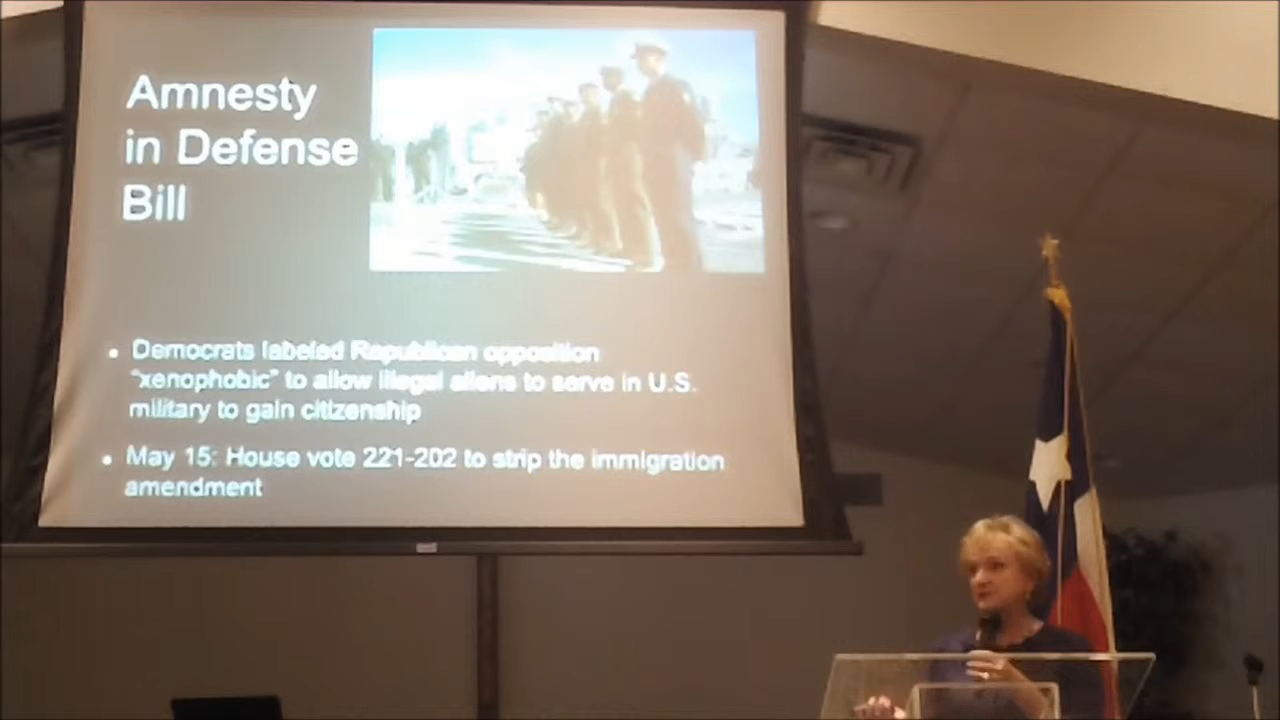 Amnesty
in Defense
Bill
• Democrats labeled Republican opposition
"xenophobic" to allow illegal aliens to serve in U.S.
military to gain citizenship
• May 15: House vote 221-202 to strip the immigration
amendment